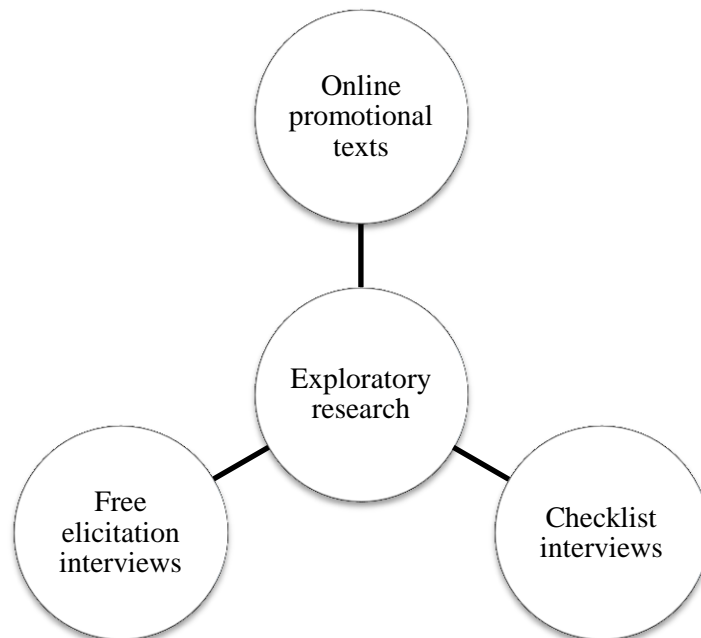 Online
promotional
texts
Exploratory
research
Free
elicitation
interviews
Checklist
interviews